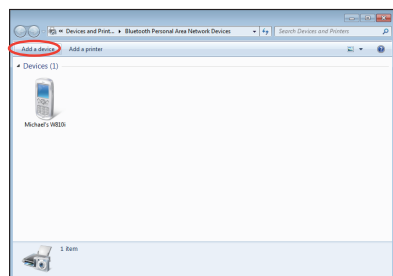 « Devices and Print... ▸ Bluetooth Personal Area Network Devices
Search Devices and Printers
Add a device
Add a printer
Devices (1)
Michael's W810i
1 item